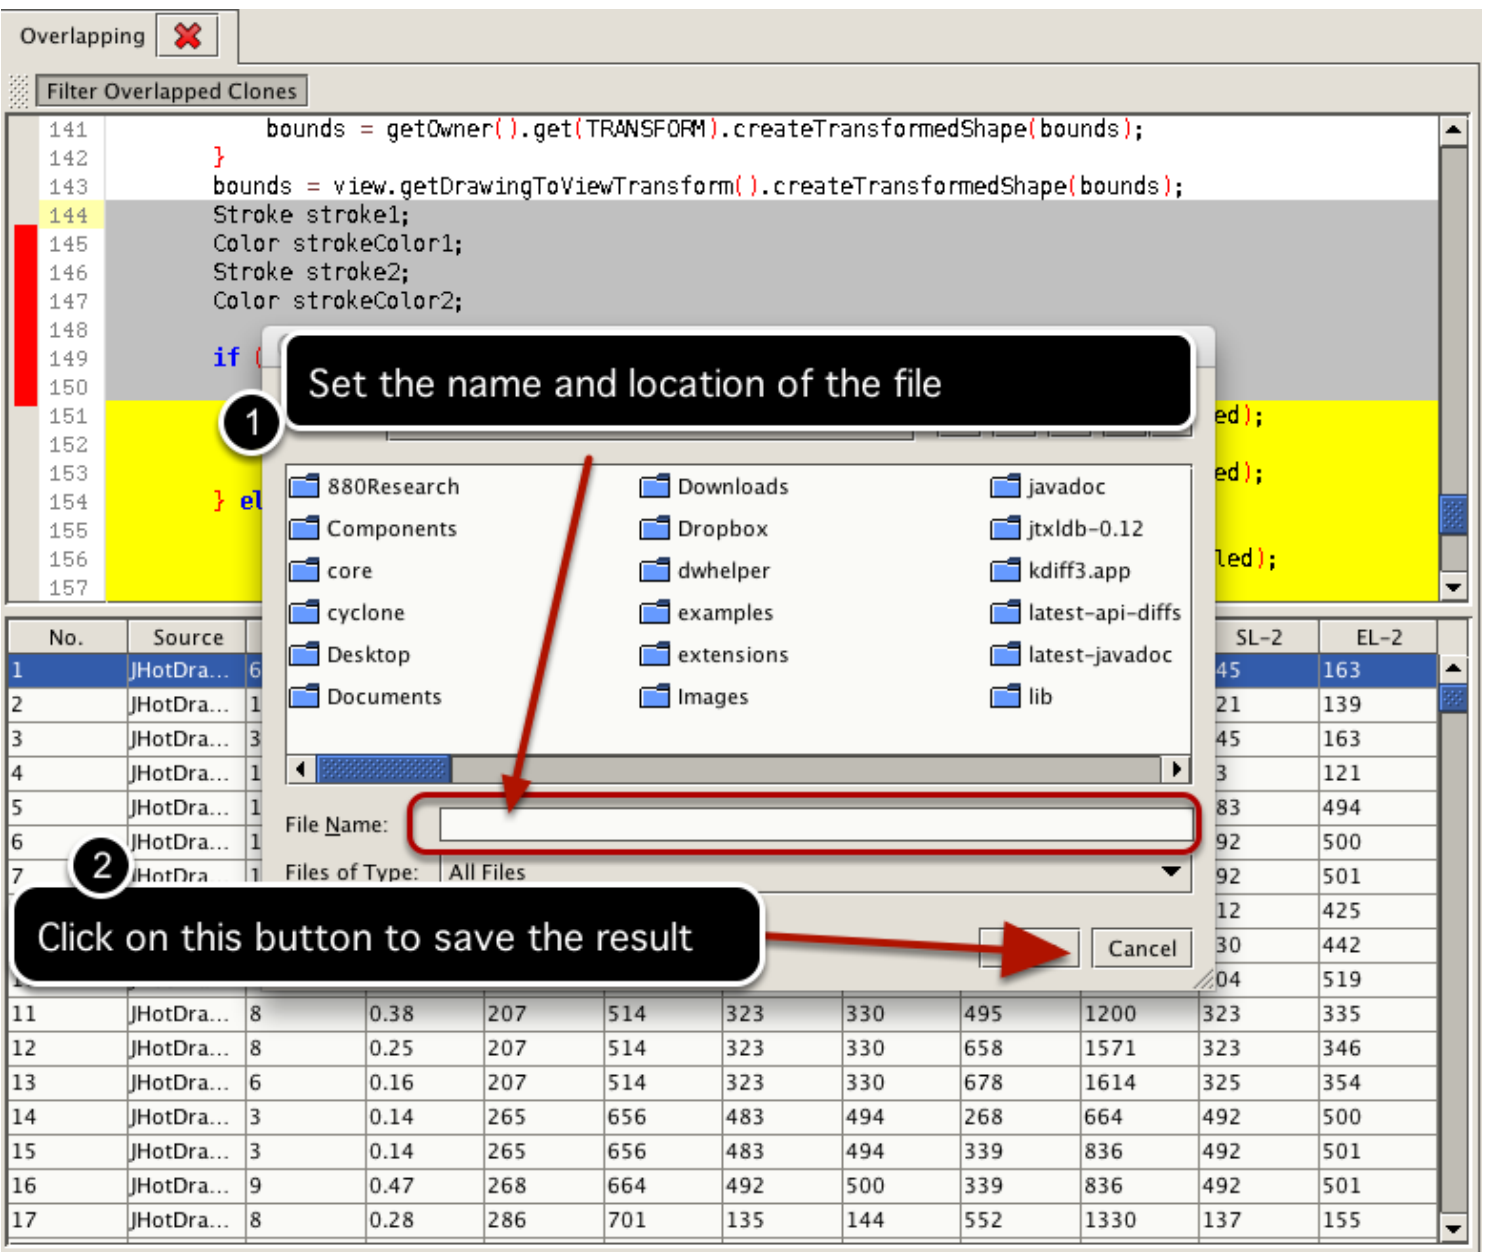 Overlapping
Filter Overlapped Clones
141 bounds = getOwner().get(TRANSFORM).createTransformedShape(bounds);
142 }
143 bounds = view.getDrawingToViewTransform().createTransformedShape(bounds);
144 Stroke stroke1;
145 Color strokeColor1;
146 Stroke stroke2;
147 Color strokeColor2;
148
149 if (
150
151 ed);
152
153 ed);
154 } el
155
156 led);
157
1 Set the name and location of the file
880Research Downloads javadoc
Components Dropbox jtxldb-0.12
core dwhelper kdiff3.app
cyclone examples latest-api-diffs
Desktop extensions latest-javadoc
Documents Images lib
File Name:
Files of Type: All Files
2 Click on this button to save the result
Cancel
No. Source SL-2 EL-2
1 JHotDra... 6 45 163
2 JHotDra... 1 21 139
3 JHotDra... 3 45 163
4 JHotDra... 1 3 121
5 JHotDra... 1 83 494
6 JHotDra... 1 92 500
7 JHotDra 1 92 501
12 425
30 442
04 519
11 JHotDra... 8 0.38 207 514 323 330 495 1200 323 335
12 JHotDra... 8 0.25 207 514 323 330 658 1571 323 346
13 JHotDra... 6 0.16 207 514 323 330 678 1614 325 354
14 JHotDra... 3 0.14 265 656 483 494 268 664 492 500
15 JHotDra... 3 0.14 265 656 483 494 339 836 492 501
16 JHotDra... 9 0.47 268 664 492 500 339 836 492 501
17 JHotDra... 8 0.28 286 701 135 144 552 1330 137 155